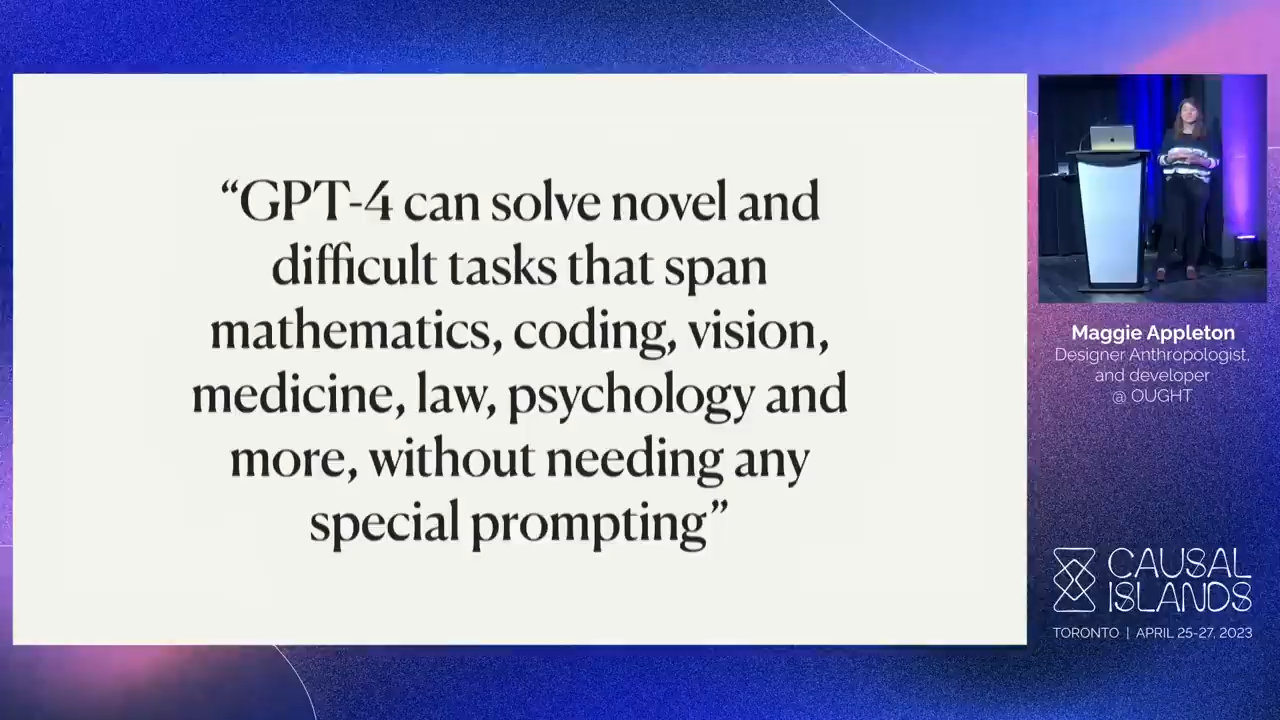 “GPT-4 can solve novel and
difficult tasks that span
mathematics, coding, vision,
medicine, law, psychology and
more, without needing any
special prompting”
Maggie Appleton
Designer Anthropologist,
and developer
@ OUGHT
CAUSAL
ISLANDS
TORONTO | APRIL 25-27, 2023